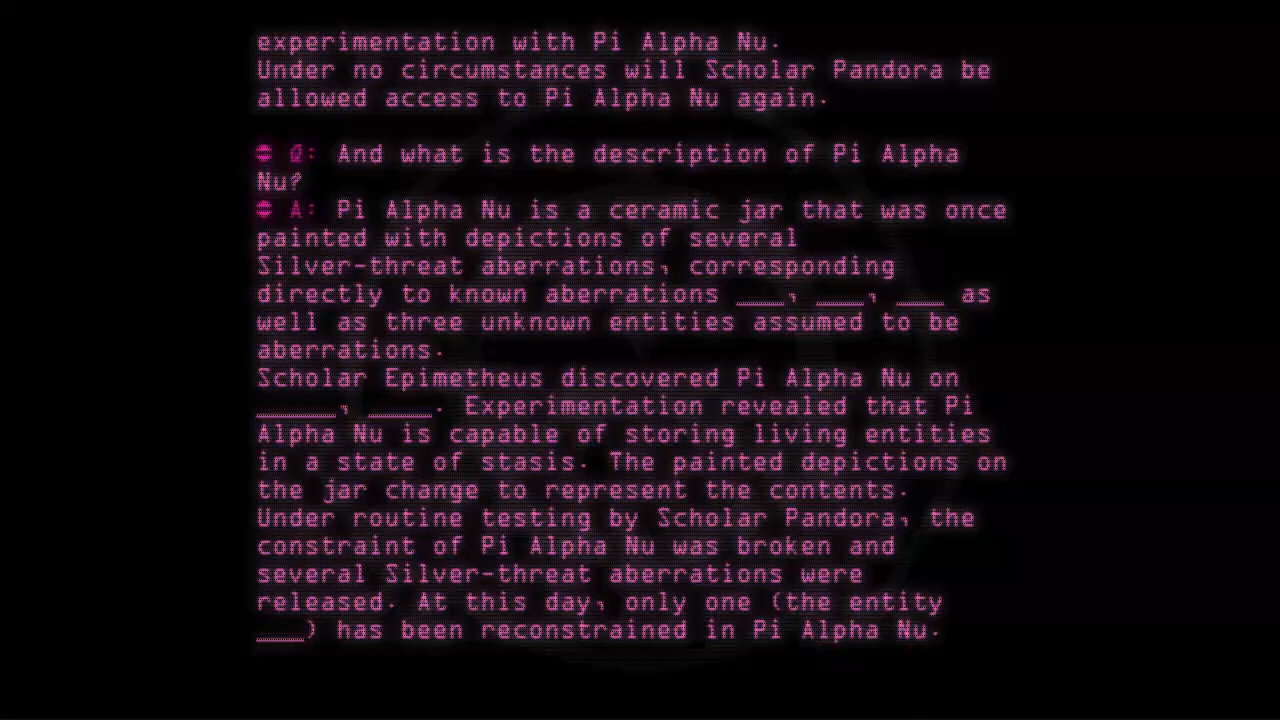 experimentation with Pi Alpha Nu.
Under no circumstances will Scholar Pandora be
allowed access to Pi Alpha Nu again.
Q: And what is the description of Pi Alpha
Nu?
A: Pi Alpha Nu is a ceramic jar that was once
painted with depictions of several
Silver-threat aberrations, corresponding
directly to known aberrations ___, ___, ___ as
well as three unknown entities assumed to be
aberrations.
Scholar Epimetheus discovered Pi Alpha Nu on
_____, ____. Experimentation revealed that Pi
Alpha Nu is capable of storing living entities
in a state of stasis. The painted depictions on
the jar change to represent the contents.
Under routine testing by Scholar Pandora, the
constraint of Pi Alpha Nu was broken and
several Silver-threat aberrations were
released. At this day, only one (the entity
___) has been reconstrained in Pi Alpha Nu.